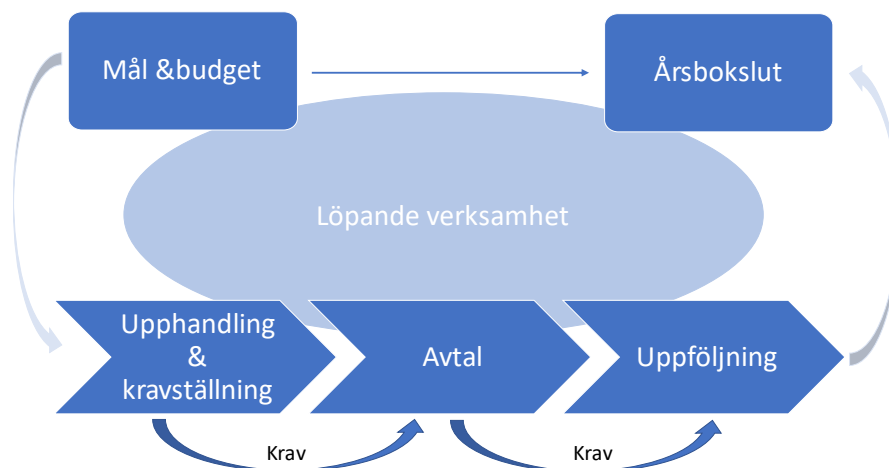 Mål &budget
Årsbokslut
Löpande verksamhet
Upphandling
&
kravställning
Avtal
Uppföljning
Krav
Krav